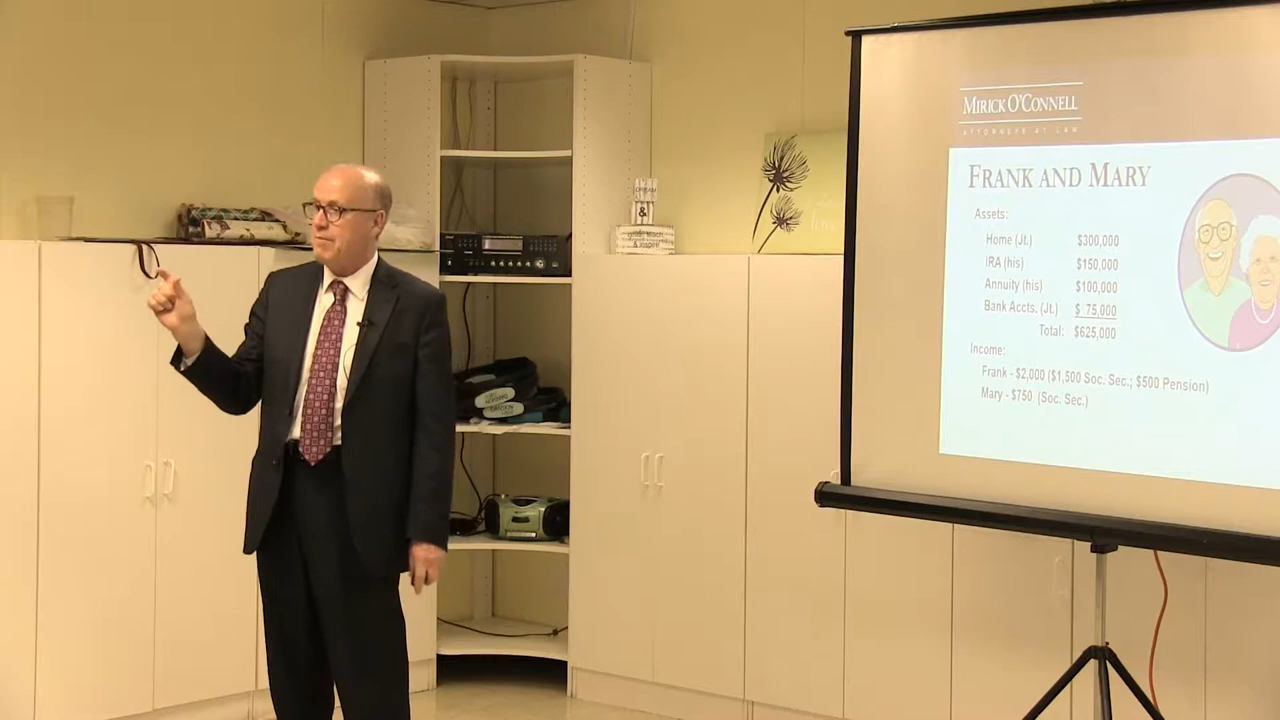 MIRICK O'CONNELL
ATTORNEYS AT LAW
FRANK AND MARY
Assets:
Home (Jt.) $300,000
IRA (his) $150,000
Annuity (his) $100,000
Bank Accts. (Jt.) $ 75,000
Total: $625,000
Income:
Frank - $2,000 ($1,500 Soc. Sec.; $500 Pension)
Mary - $750 (Soc. Sec.)
DREAM
&
& inspire